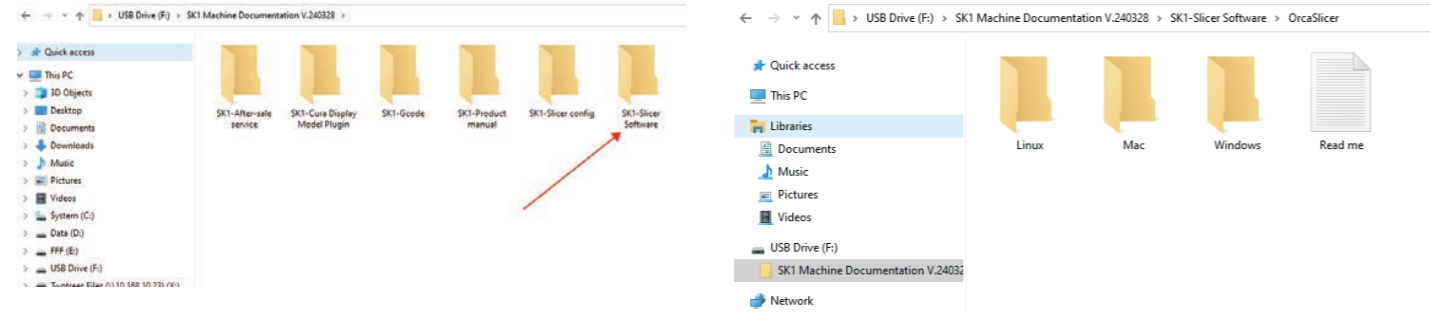 USB Drive (F:) > SK1 Machine Documentation V.240328 >
Quick access
This PC
3D Objects
Desktop
Documents
Downloads
Music
Pictures
Videos
System (C:)
Data (D:)
FFF (E:)
USB Drive (F:)
SK1-After-sale
service
SK1-Cura Display
Model Plugin
SK1-Gcode
SK1-Product
manual
SK1-Slicer config
SK1-Slicer
Software
USB Drive (F:) > SK1 Machine Documentation V.240328 > SK1-Slicer Software > OrcaSlicer
Quick access
This PC
Libraries
Documents
Music
Pictures
Videos
USB Drive (F:)
SK1 Machine Documentation V.24032
Network
Linux
Mac
Windows
Read me